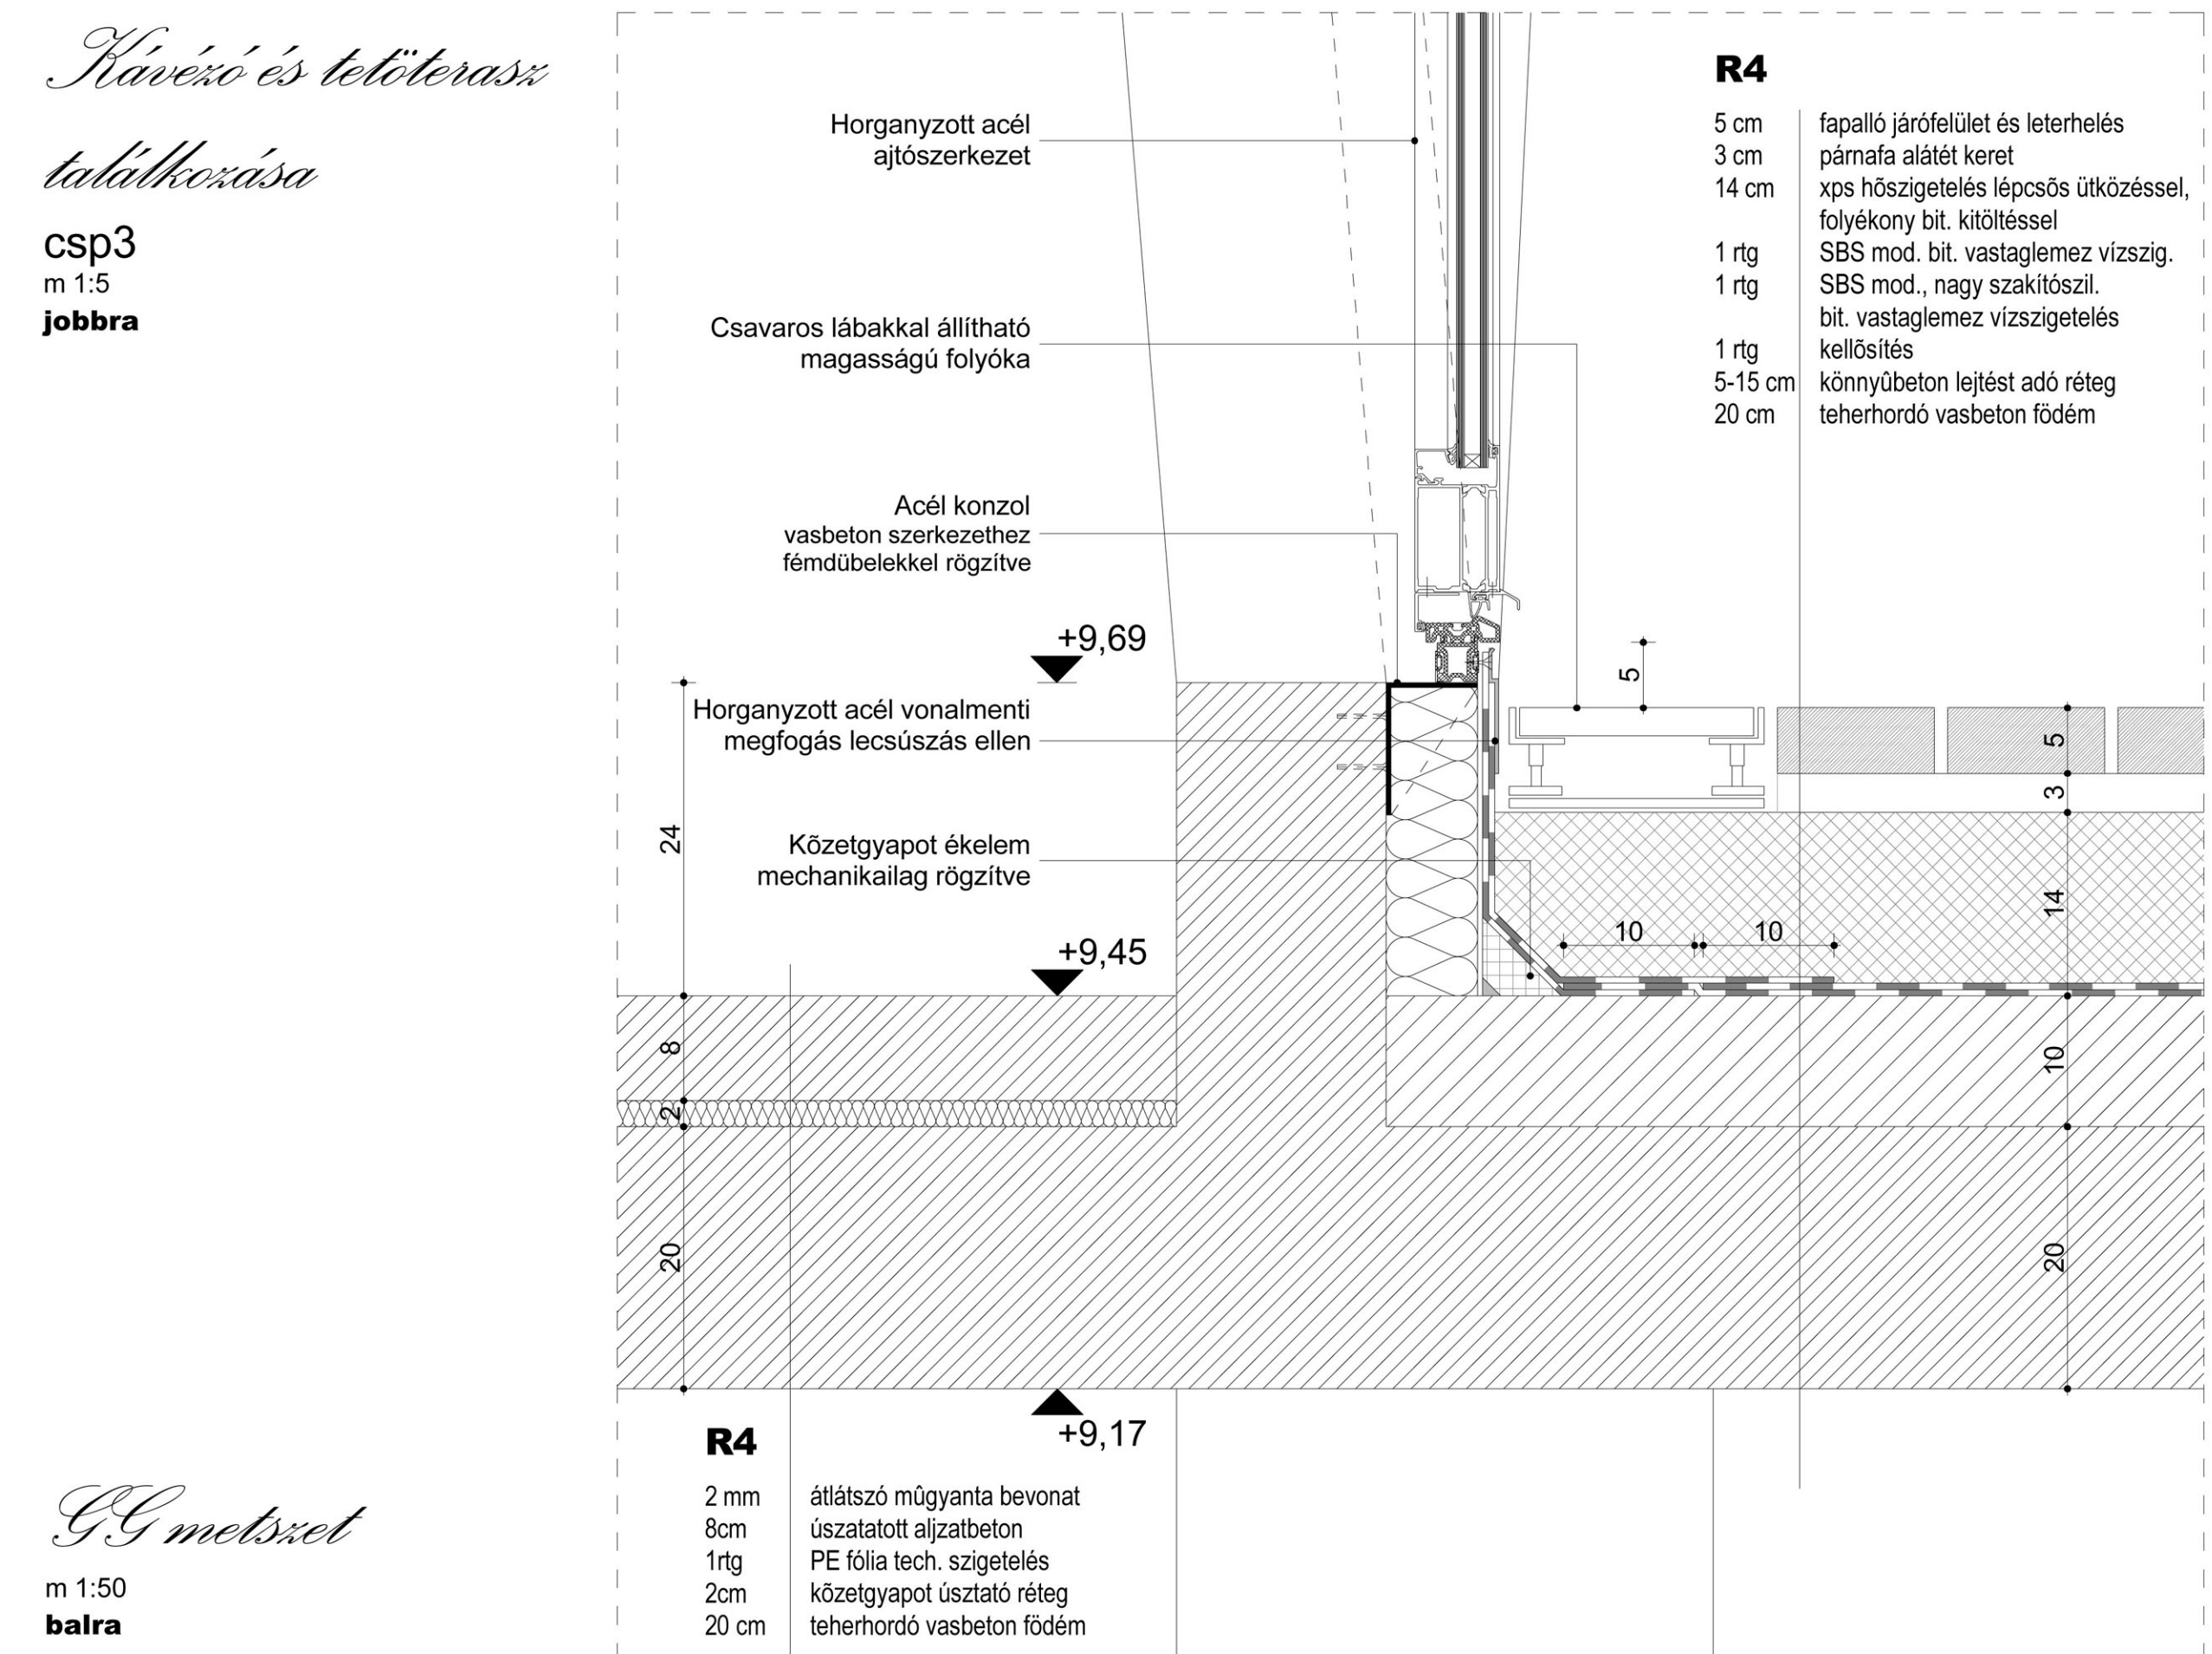 Kávézó és tetöterasz
találkozása
csp3
m 1:5
jobbra
Horganyzott acél
ajtószerkezet
Csavaros lábakkal állítható
magasságú folyóka
Acél konzol
vasbeton szerkezethez
fémdübelekkel rögzítve
+9,69
Horganyzott acél vonalmenti
megfogás lecsúszás ellen
24
Kõzetgyapot ékelem
mechanikailag rögzítve
+9,45
8
2
20
+9,17
R4
5 cm fapalló járófelület és leterhelés
3 cm párnafa alátét keret
14 cm xps hõszigetelés lépcsõs ütközéssel,
folyékony bit. kitöltéssel
1 rtg SBS mod. bit. vastaglemez vízszig.
1 rtg SBS mod., nagy szakítószil.
bit. vastaglemez vízszigetelés
1 rtg kellõsítés
5-15 cm könnyûbeton lejtést adó réteg
20 cm teherhordó vasbeton födém
5
5
3
14
10 10
10
20
R4
2 mm átlátszó mûgyanta bevonat
8cm úszatatott aljzatbeton
1rtg PE fólia tech. szigetelés
2cm kõzetgyapot úsztató réteg
20 cm teherhordó vasbeton födém
GG metszet
m 1:50
balra